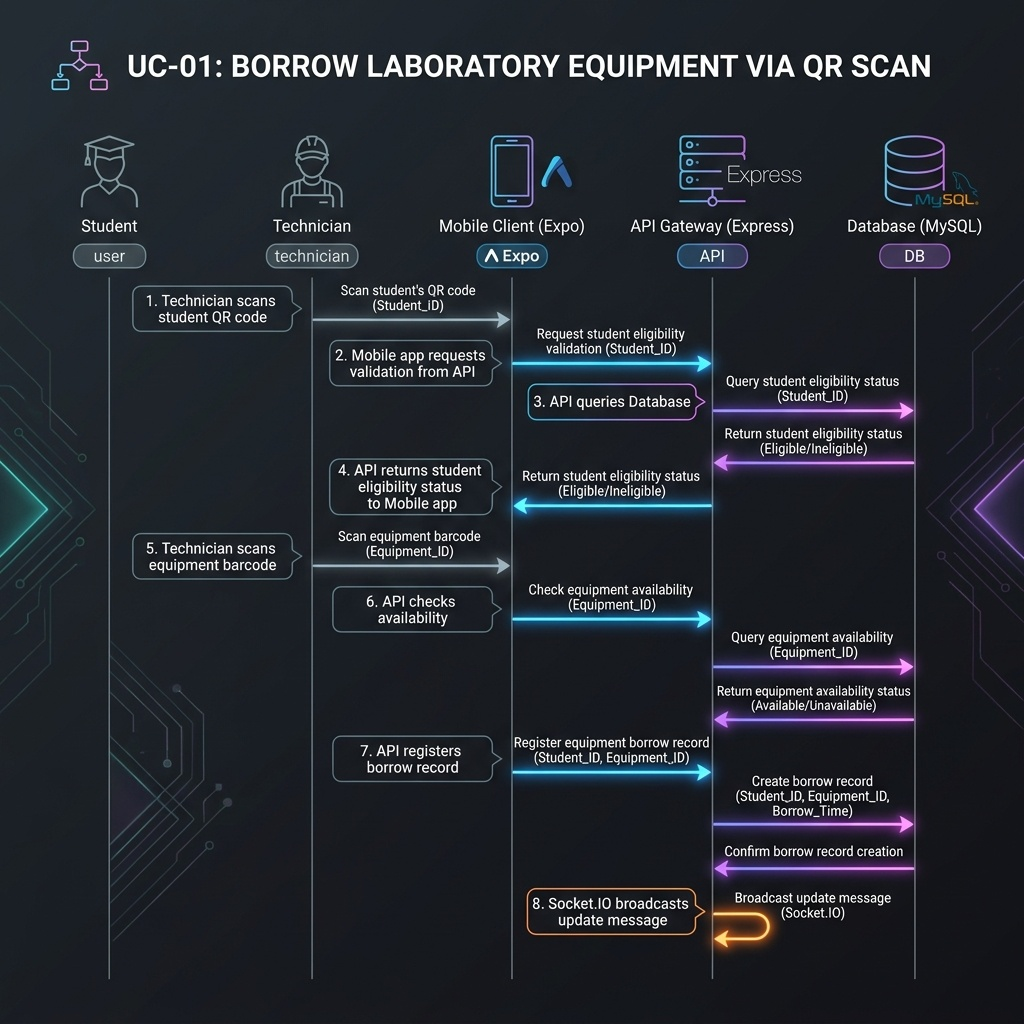 UC-01: BORROW LABORATORY EQUIPMENT VIA QR SCAN
Express
MySQL
Student
Technician
Mobile Client (Expo)
API Gateway (Express)
Database (MySQL)
user
technician
Expo
API
DB
1. Technician scans
student QR code
Scan student's QR code
(Student_iD)
2. Mobile app requests
validation from API
Request student eligibility
validation (Student_ID)
3. API queries Database
Query student eligibility status
(Student_ID)
Return student eligibility status
(Eligible/Ineligible)
4. API returns student
eligibility status
to Mobile app
Return student eligibility status
(Eligible/Ineligible)
5. Technician scans
equipment barcode
Scan equipment barcode
(Equipment_ID)
6. API checks
availability
Check equipment availability
(Equipment_ID)
Query equipment availability
(Equipment_ID)
Return equipment availability status
(Available/Unavailable)
7. API registers
borrow record
Register equipment borrow record
(Student_ID, Equipment_ID)
Create borrow record
(Student_ID, Equipment_ID,
Borrow_Time)
Confirm borrow record creation
8. Socket.IO broadcasts
update message
Broadcast update message
(Socket.IO)